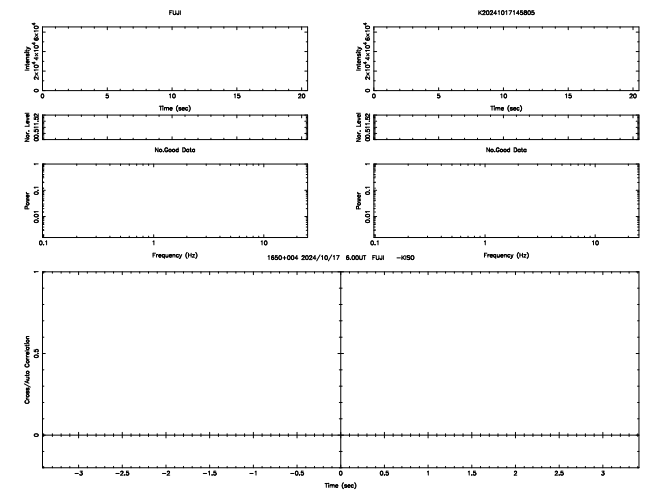 FUJI
K20241017145805
Intensity
0 2×10⁴ 4×10⁴ 6×10⁴
0 5 10 15 20
Time (sec)
Intensity
0 2×10⁴ 4×10⁴ 6×10⁴
0 5 10 15 20
Time (sec)
Nor. Level
0 0.5 1 1.5 2
Nor. Level
0 0.5 1 1.5 2
No.Good Data
No.Good Data
Power
1
0.1
0.01
0.1 1 10
Frequency (Hz)
Power
1
0.1
0.01
0.1 1 10
Frequency (Hz)
1650+004 2024/10/17 6.00UT FUJI -KISO
Cross/Auto Correlation
1
0.5
0
-3 -2.5 -2 -1.5 -1 -0.5 0 0.5 1 1.5 2 2.5 3
Time (sec)